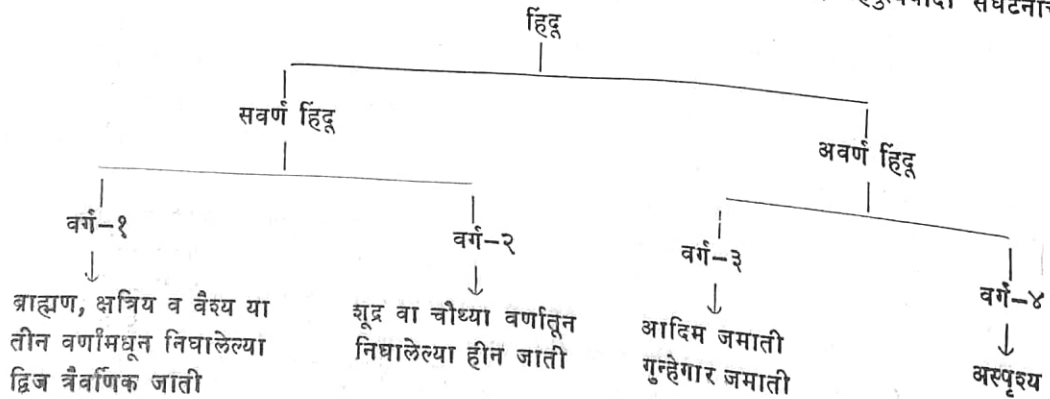 संघटनांच
हिंदू
सवर्ण हिंदू
अवर्ण हिंदू
वर्ग-१
वर्ग-२
वर्ग-३
वर्ग-४
ब्राह्मण, क्षत्रिय व वैश्य या
तीन वर्णांमधून निघालेल्या
द्विज त्रैवर्णिक जाती
शूद्र वा चौथ्या वर्णातून
निघालेल्या हीन जाती
आदिम जमाती
गुन्हेगार जमाती
अस्पृश्य